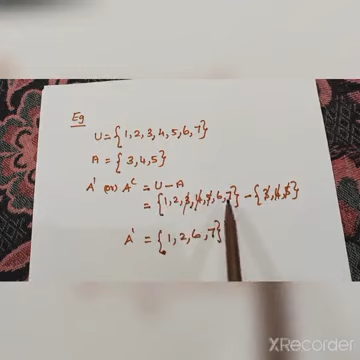 Eg
U = {1,2,3,4,5,6,7}
A = {3,4,5}
A' (or) Aᶜ = U - A
= {1,2,3,4,5,6,7} - {3,4,5}
A' = {1,2,6,7}
XRecorder